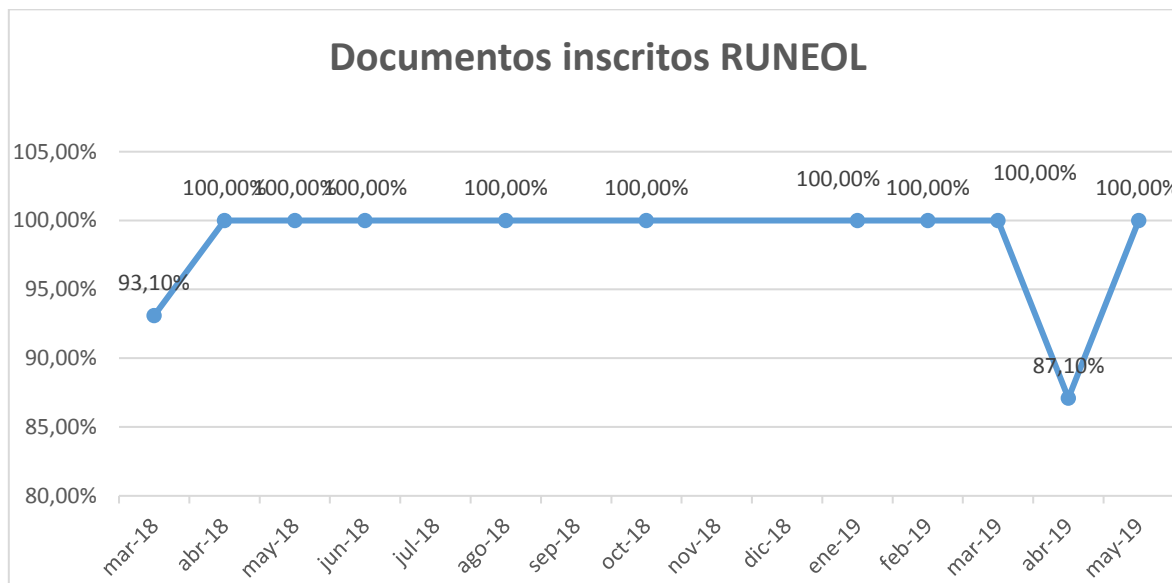 Documentos inscritos RUNEOL
105,00%
100,00%
95,00%
90,00%
85,00%
80,00%
93,10%
100,00%
100,00%
100,00%
100,00%
100,00%
100,00%
100,00%
100,00%
87,10%
100,00%
mar-18
abr-18
may-18
jun-18
jul-18
ago-18
sep-18
oct-18
nov-18
dic-18
ene-19
feb-19
mar-19
abr-19
may-19